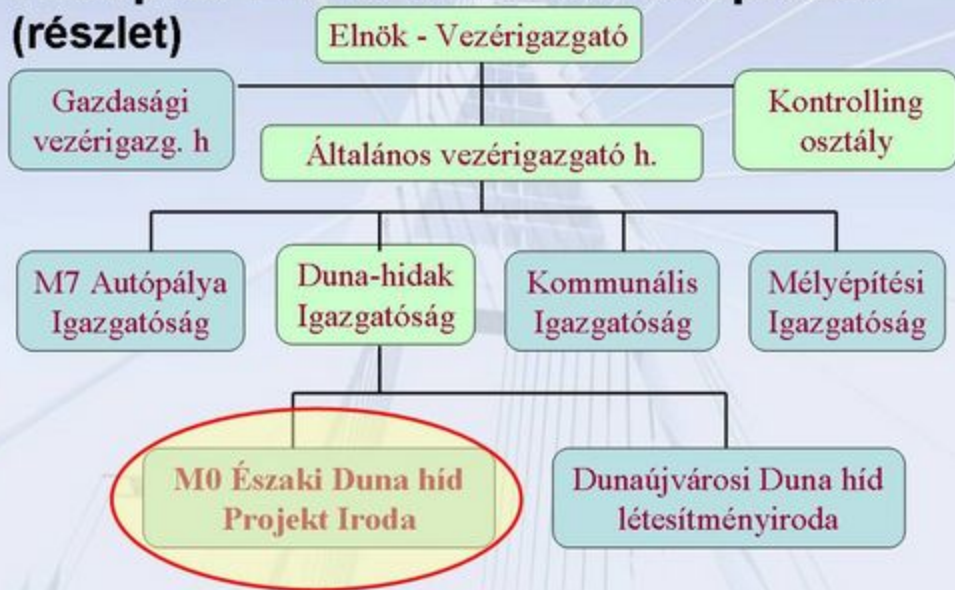 (részlet)
Elnök - Vezérigazgató
Gazdasági
vezérigazg. h
Kontrolling
osztály
Általános vezérigazgató h.
M7 Autópálya
Igazgatóság
Duna-hidak
Igazgatóság
Kommunális
Igazgatóság
Mélyépítési
Igazgatóság
M0 Északi Duna híd
Projekt Iroda
Dunaújvárosi Duna híd
létesítményiroda